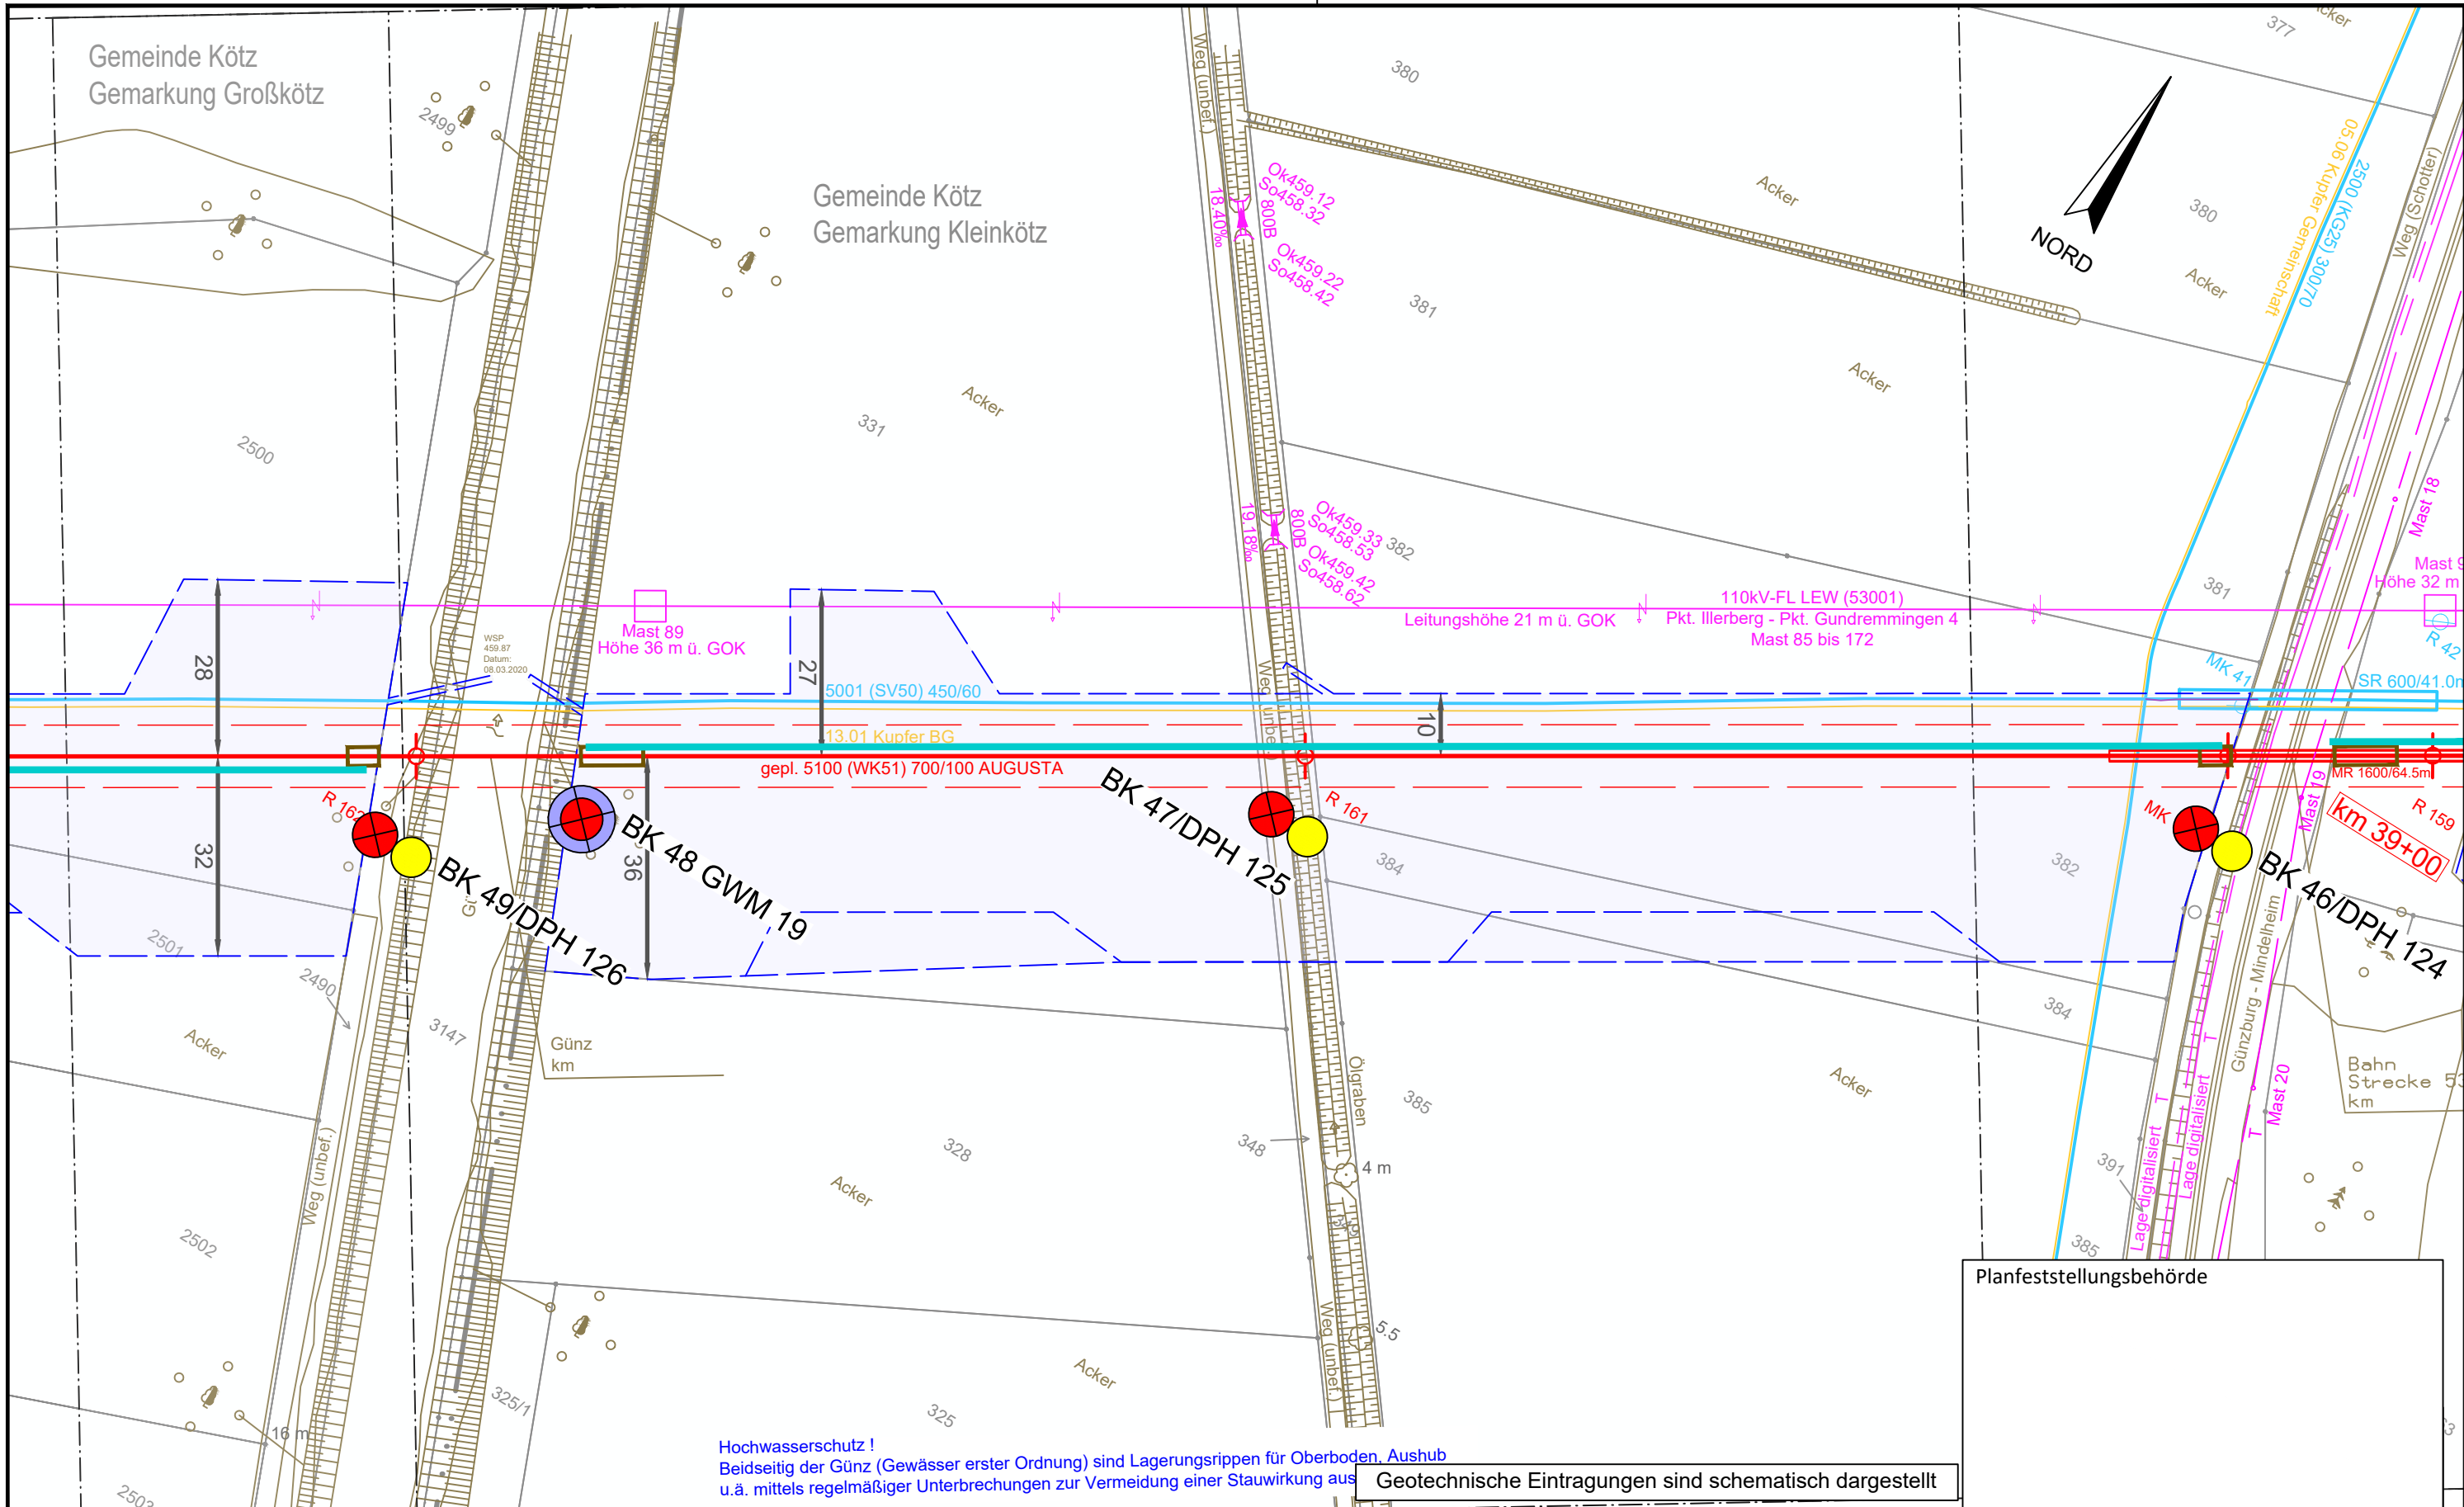 Gemeinde Kötz
Gemarkung Großkötz
2499
Gemeinde Kötz
Gemarkung Kleinkötz
Weg (unbef.)
380
377
Acker
Ok459.12
So458.32
18.40‰
800B
Ok459.22
So458.42
Acker
380
Acker
NORD
05.06 Kupfer Gemeinschaft
2500 (KG25) 300/70
Weg (Schotter)
381
Acker
Acker
331
2500
Ok459.33
So458.53
19.18‰
800B
Ok459.42
So458.62
382
Mast 18
381
Mast 89
Höhe 36 m ü. GOK
WSP
459.87
Datum:
08.03.2020
Leitungshöhe 21 m ü. GOK
110kV-FL LEW (53001)
Pkt. Illerberg - Pkt. Gundremmingen 4
Mast 85 bis 172
Höhe 32 m
R 42
28
27
10
5001 (SV50) 450/60
MK 41
13.01 Kupfer BG
gepl. 5100 (WK51) 700/100 AUGUSTA
Weg (unbef.)
MR 1600/64.5m
Mast 19
R 162
R 161
MK
R 159
km 39+00
32
36
BK 49/DPH 126
BK 48 GWM 19
BK 47/DPH 125
BK 46/DPH 124
384
382
2501
2490
3147
Acker
Günz
km
384
Günzburg - Mindelheim
Bahn
km
Mast 20
T
T
T
Lage digitalisiert
Lage digitalisiert
391
385
Ölgraben
385
Acker
348
4 m
349
328
Acker
Weg (unbef.)
2502
325/1
325
Acker
Weg (unbef.)
5.5
16 m
2503
Planfeststellungsbehörde
Hochwasserschutz !
Beidseitig der Günz (Gewässer erster Ordnung) sind Lagerungsrippen für Oberboden, Aushub
u.ä. mittels regelmäßiger Unterbrechungen zur Vermeidung einer Stauwirkung aus
Geotechnische Eintragungen sind schematisch dargestellt